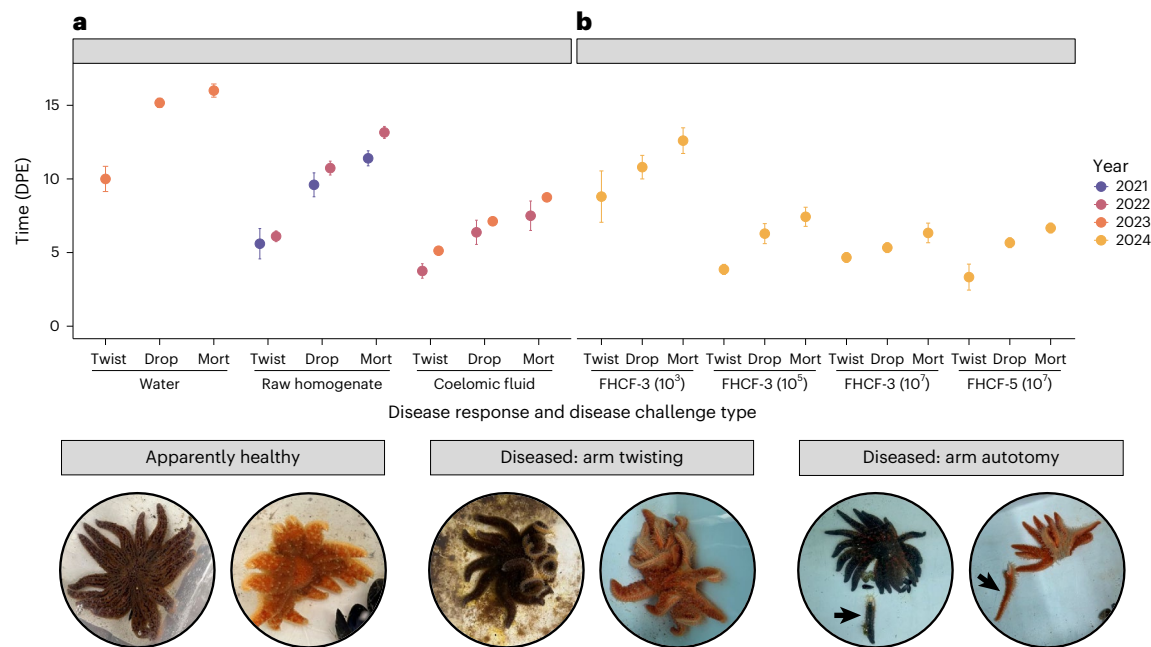 a
b
15
10
5
0
Time (DPE)
Twist Drop Mort Twist Drop Mort Twist Drop Mort
Water Raw homogenate Coelomic fluid
Twist Drop Mort Twist Drop Mort Twist Drop Mort Twist Drop Mort
FHCF-3 (10³) FHCF-3 (10⁵) FHCF-3 (10⁷) FHCF-5 (10⁷)
Disease response and disease challenge type
Year
2021
2022
2023
2024
Apparently healthy
Diseased: arm twisting
Diseased: arm autotomy